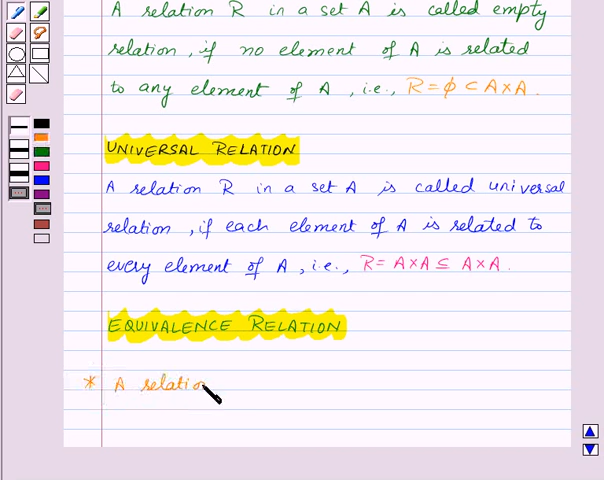 A relation R in a set A is called empty
relation, if no element of A is related
to any element of A, i.e., R = ϕ ⊂ A × A.
UNIVERSAL RELATION
A relation R in a set A is called universal
relation, if each element of A is related to
every element of A, i.e., R = A × A ⊆ A × A.
EQUIVALENCE RELATION
* A relatio